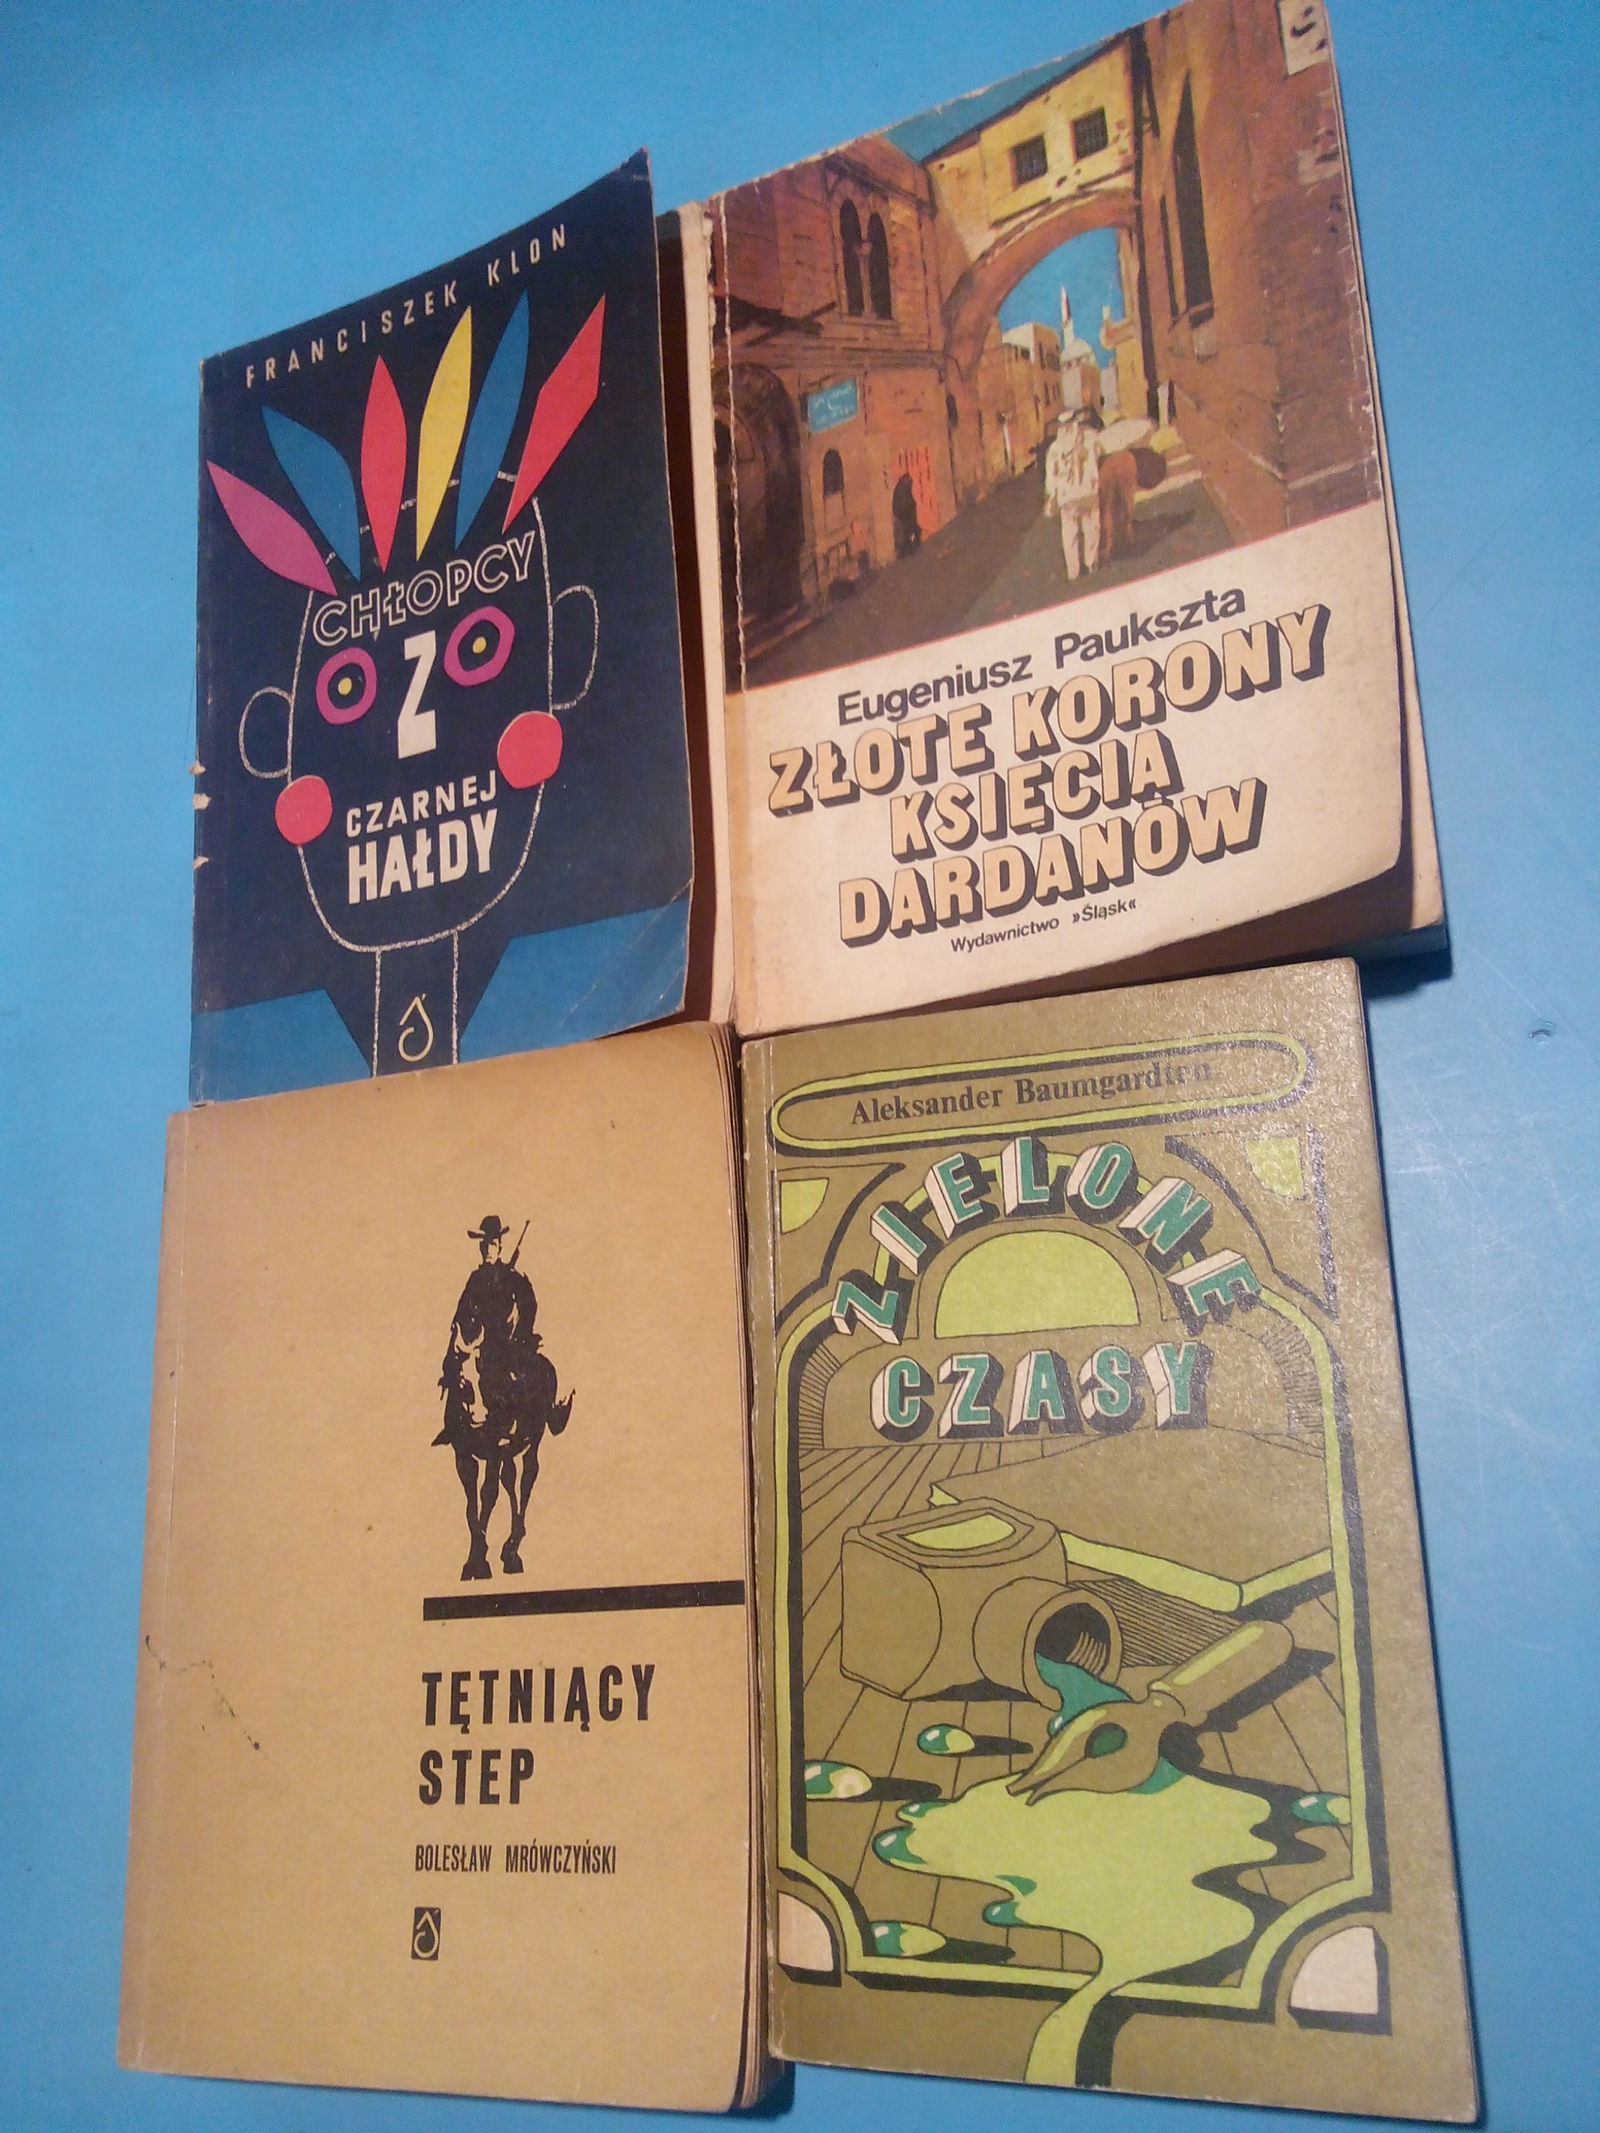 FRANCISZEK KLON
CHŁOPCY
Z
CZARNEJ
HAŁDY
Eugeniusz Paukszta
ZŁOTE KORONY
KSIĘCIA
DARDANÓW
Wydawnictwo »Śląsk«
TĘTNIĄCY
STEP
BOLESŁAW MRÓWCZYŃSKI
Aleksander Baumgardten
ZIELONE
CZASY